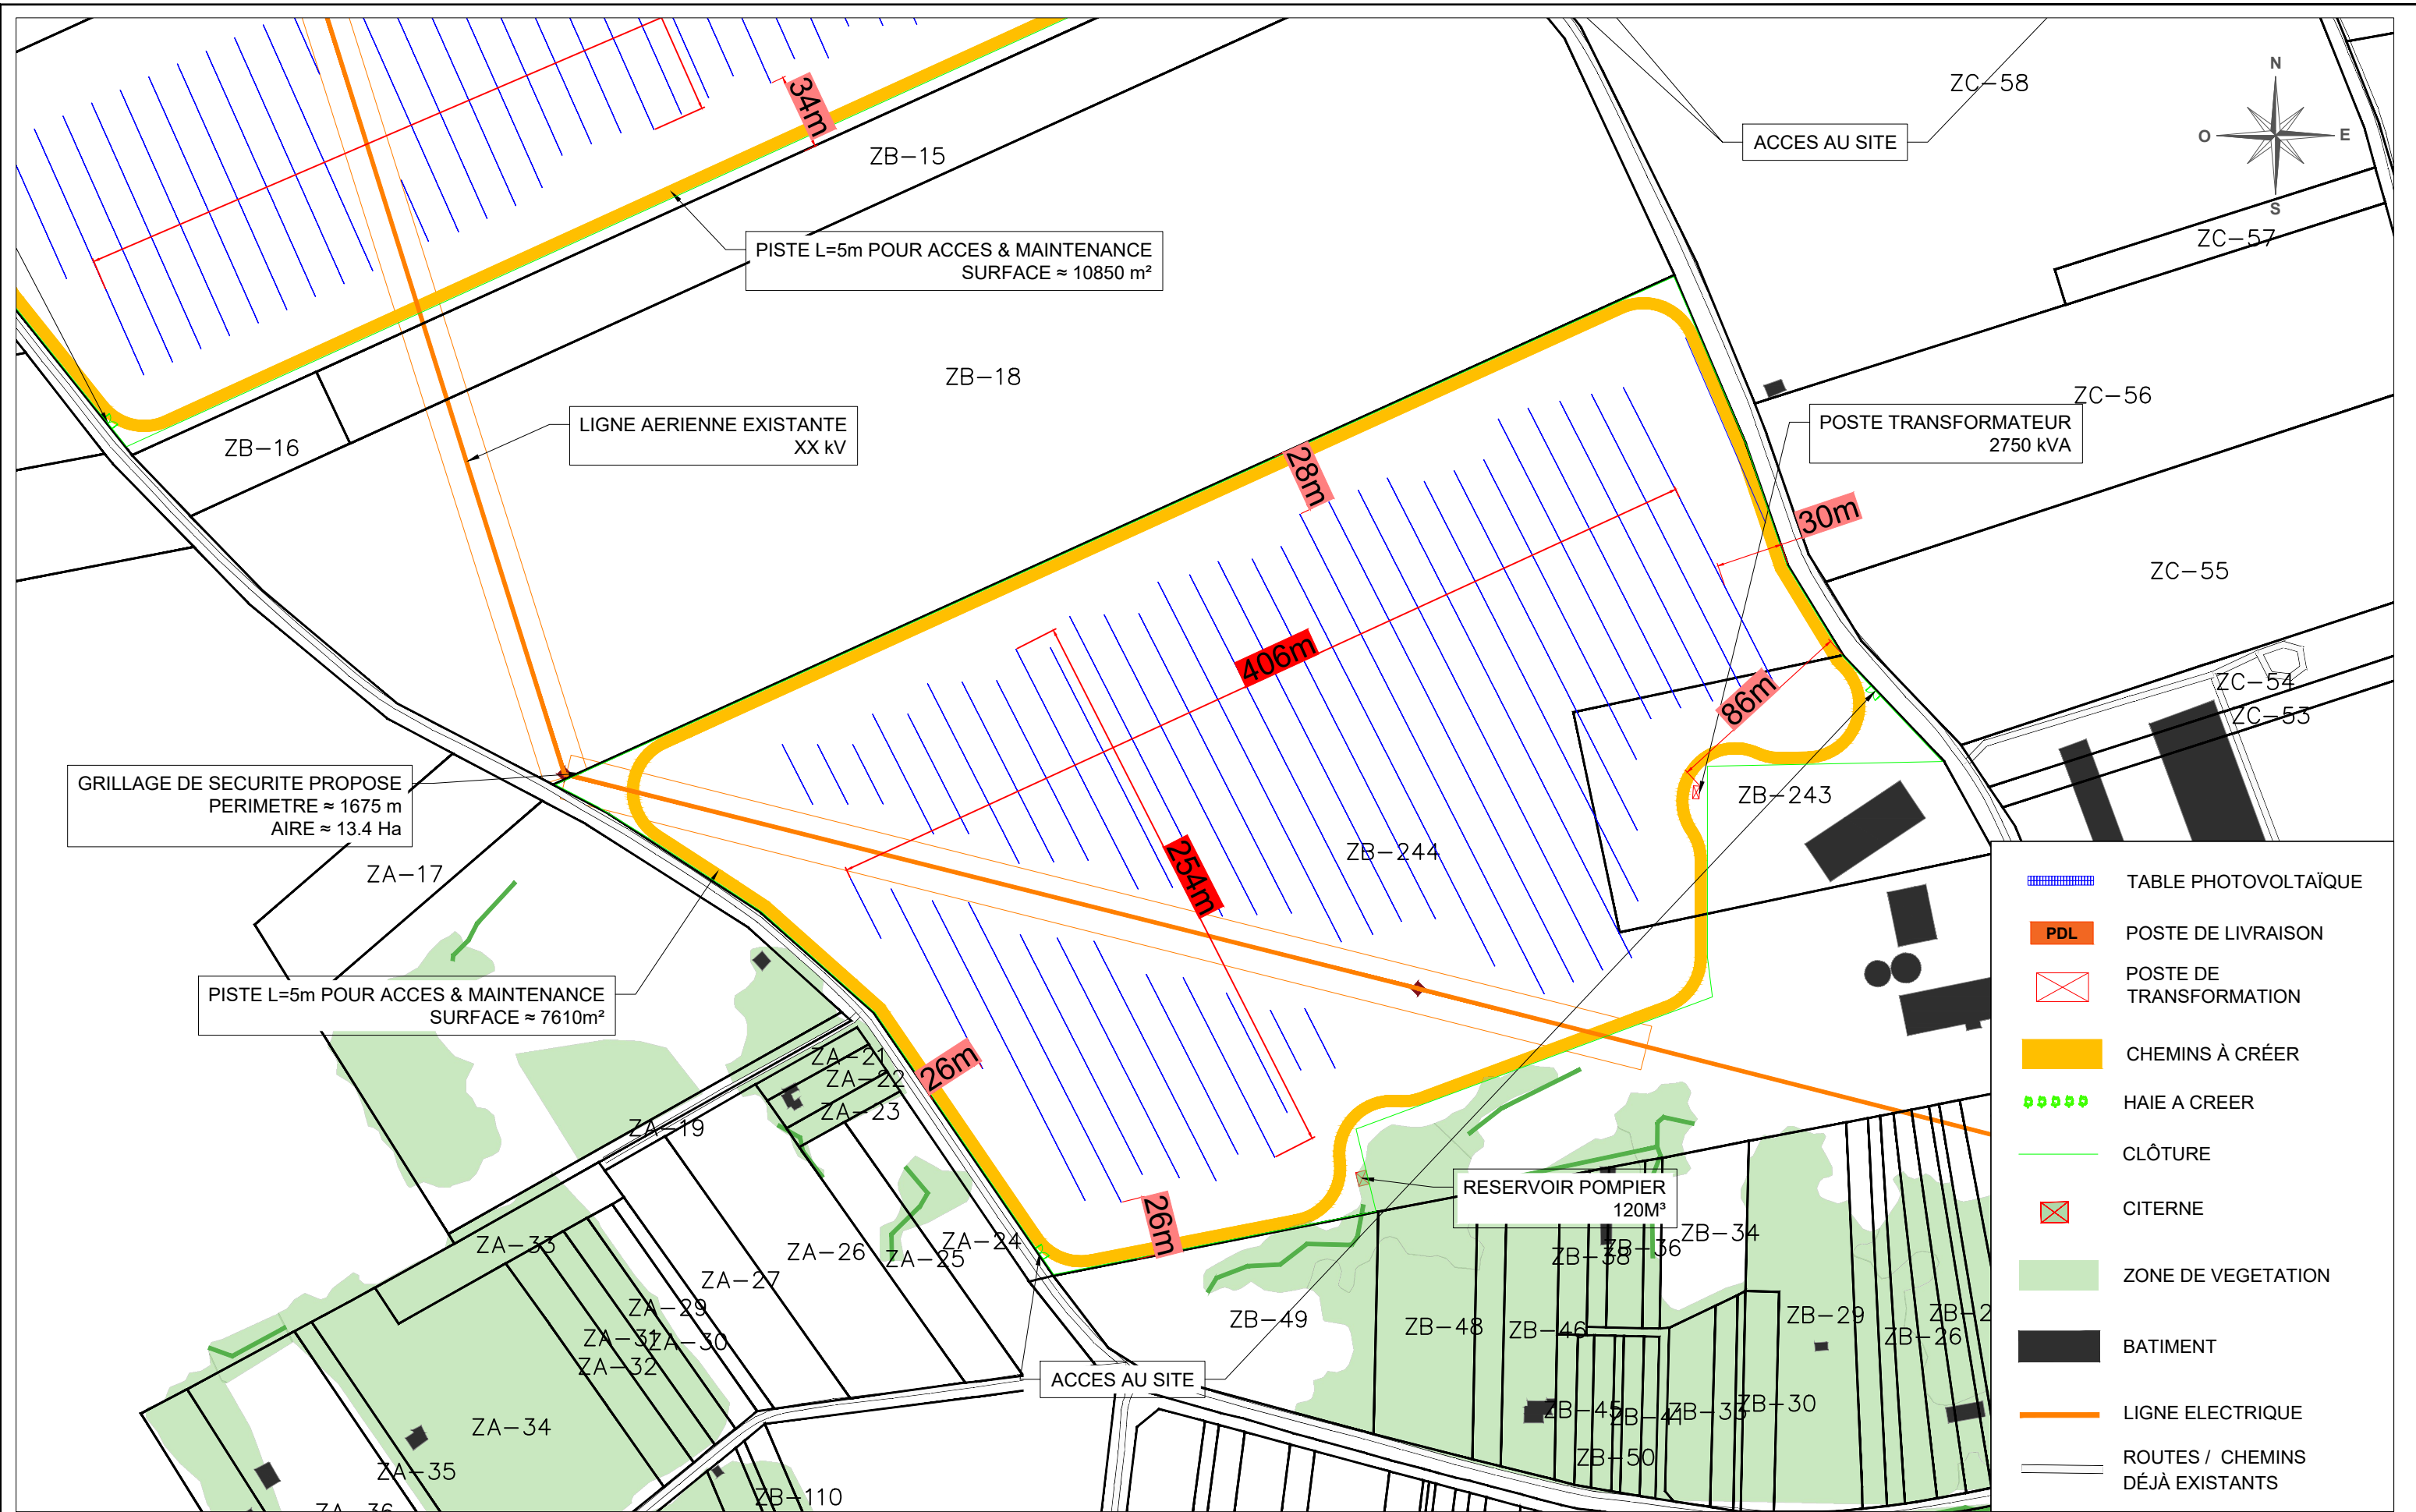 ZC-58
N
ACCES AU SITE
O
E
S
34m
ZB-15
ZC-57
PISTE L=5m POUR ACCES & MAINTENANCE
SURFACE ≈ 10850 m²
ZB-18
ZC-56
LIGNE AERIENNE EXISTANTE
XX kV
POSTE TRANSFORMATEUR
2750 kVA
ZB-16
28m
30m
ZC-55
406m
86m
ZC-54
ZC-53
GRILLAGE DE SECURITE PROPOSE
PERIMETRE ≈ 1675 m
AIRE ≈ 13.4 Ha
ZB-243
ZB-244
254m
ZA-17
TABLE PHOTOVOLTAÏQUE
PDL
POSTE DE LIVRAISON
POSTE DE
TRANSFORMATION
PISTE L=5m POUR ACCES & MAINTENANCE
SURFACE ≈ 7610m²
CHEMINS À CRÉER
ZA-21
26m
ZA-22
ZA-23
HAIE A CREER
ZA-19
CLÔTURE
RESERVOIR POMPIER
120M³
CITERNE
26m
ZB-34
ZB-36
ZB-38
ZA-24
ZA-33
ZA-26
ZA-25
ZA-27
ZONE DE VEGETATION
ZA-29
ZB-49
ZB-48
ZB-46
ZB-29
ZB-2
ZB-26
ZA-31
ZA-30
ZA-32
BATIMENT
ACCES AU SITE
ZB-45
ZB-41
ZB-33
ZB-30
LIGNE ELECTRIQUE
ZA-34
ZB-50
ROUTES / CHEMINS
DÉJÀ EXISTANTS
ZA-35
ZB-110